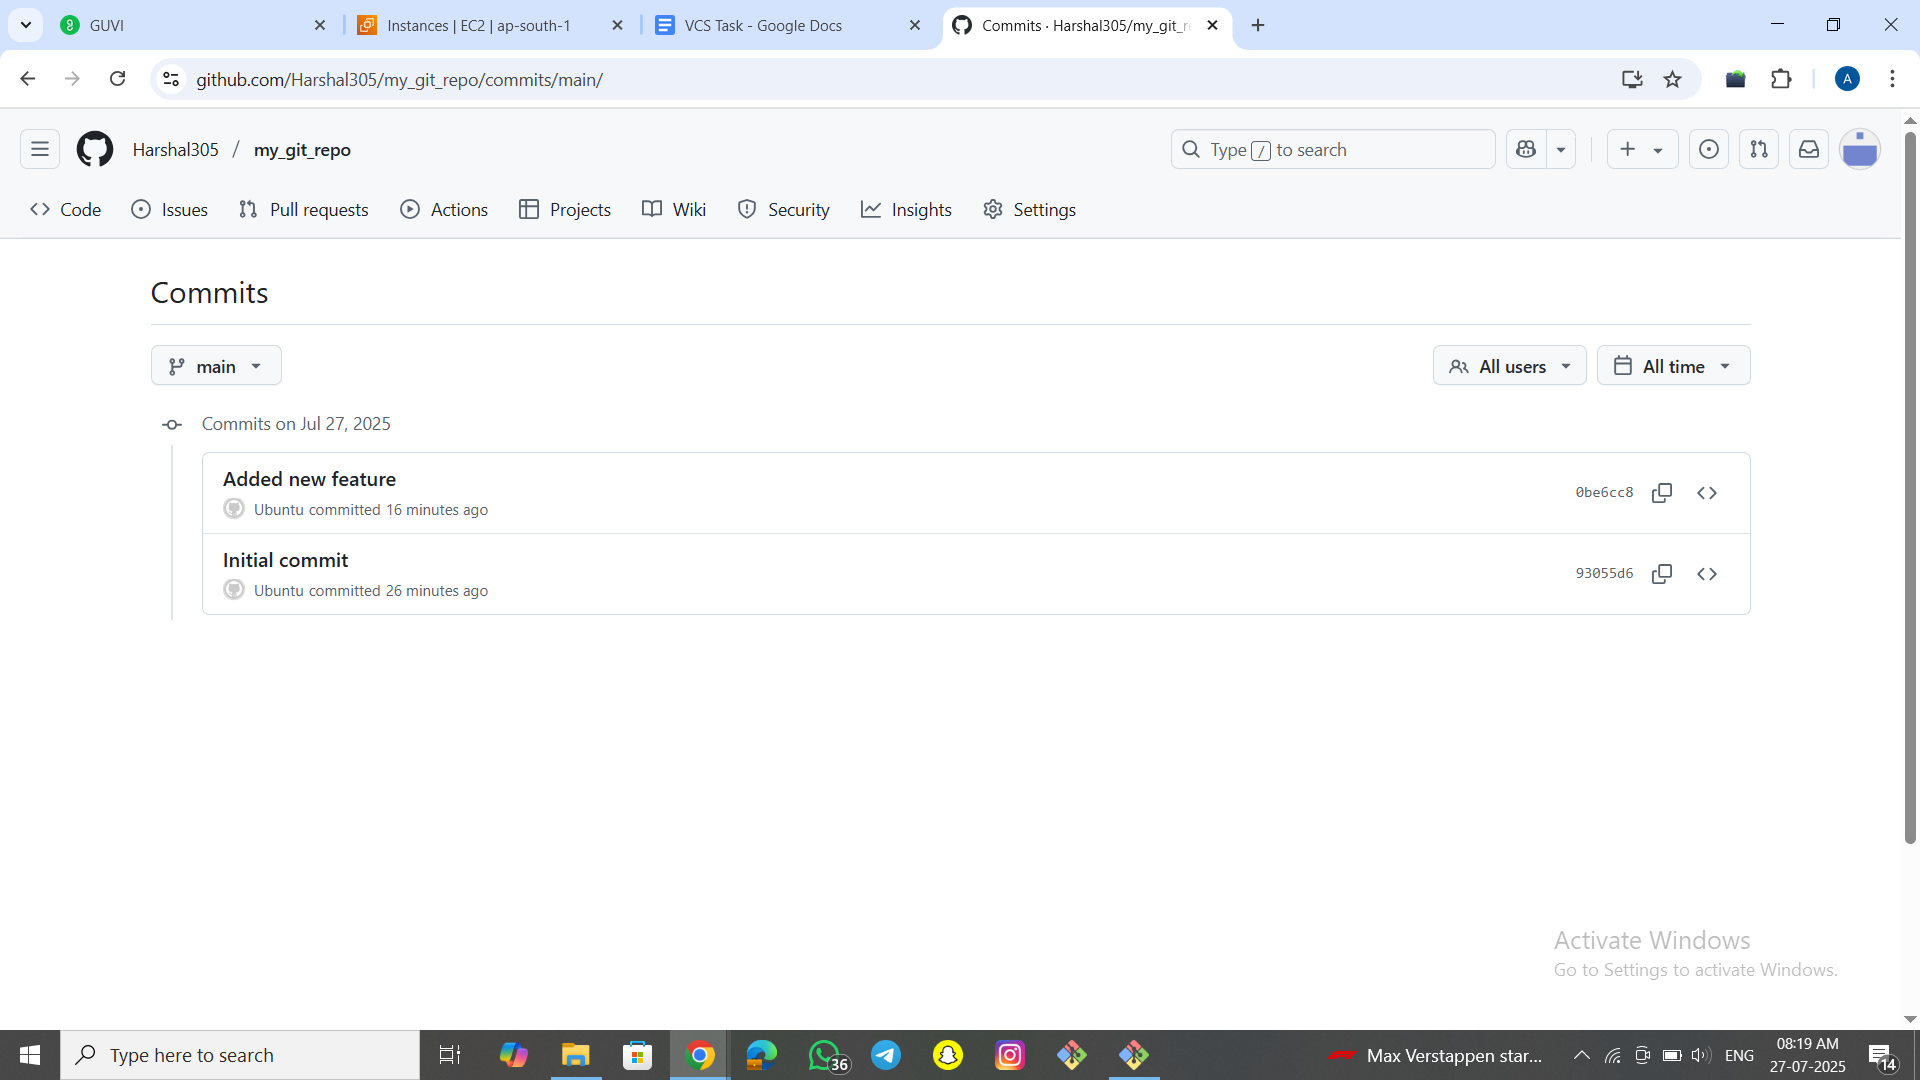 GUVI
Instances | EC2 | ap-south-1
VCS Task - Google Docs
Commits · Harshal305/my_git_r
github.com/Harshal305/my_git_repo/commits/main/
A
Harshal305 / my_git_repo
Type / to search
Code
Issues
Pull requests
Actions
Projects
Wiki
Security
Insights
Settings
Commits
main
All users
All time
Commits on Jul 27, 2025
Added new feature
Ubuntu committed 16 minutes ago
0be6cc8
Initial commit
Ubuntu committed 26 minutes ago
93055d6
Activate Windows
Go to Settings to activate Windows.
Type here to search
36
Max Verstappen star...
ENG
08:19 AM
27-07-2025
14